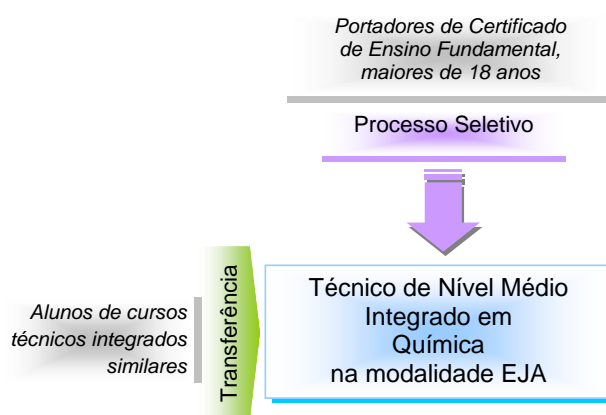 Portadores de Certificado
de Ensino Fundamental,
maiores de 18 anos
Processo Seletivo
Alunos de cursos
técnicos integrados
similares
Transferência
Técnico de Nível Médio
Integrado em
Química
na modalidade EJA